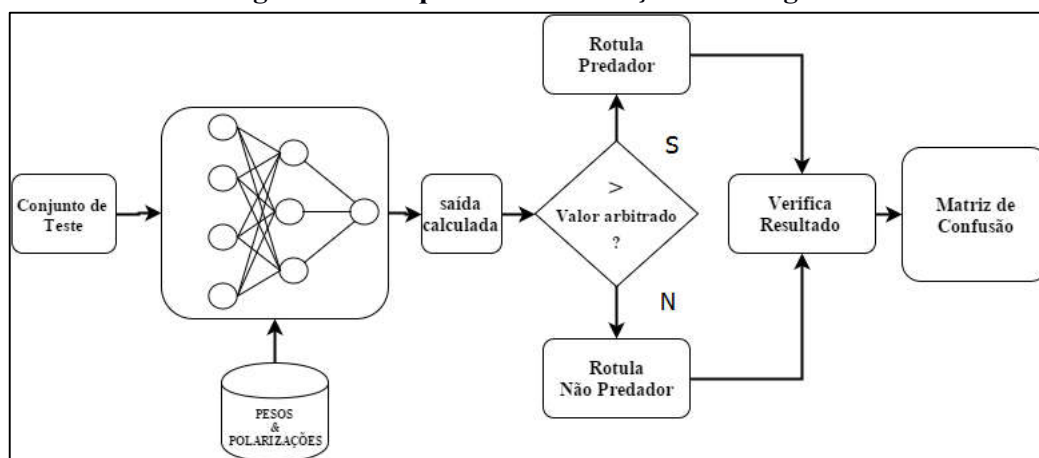 Conjunto de
Teste
PESOS
&
POLARIZAÇÕES
saída
calculada
>
Valor arbitrado
?
S
Rotula
Predador
N
Rotula
Não Predador
Verifica
Resultado
Matriz de
Confusão